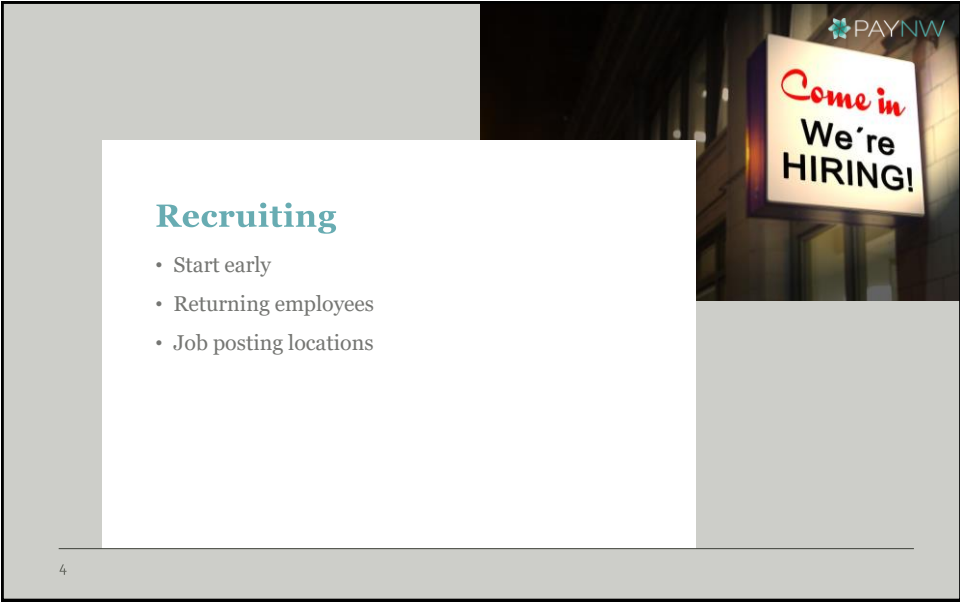 PAYNW
Come in
We´re
HIRING!
Recruiting
• Start early
• Returning employees
• Job posting locations
4